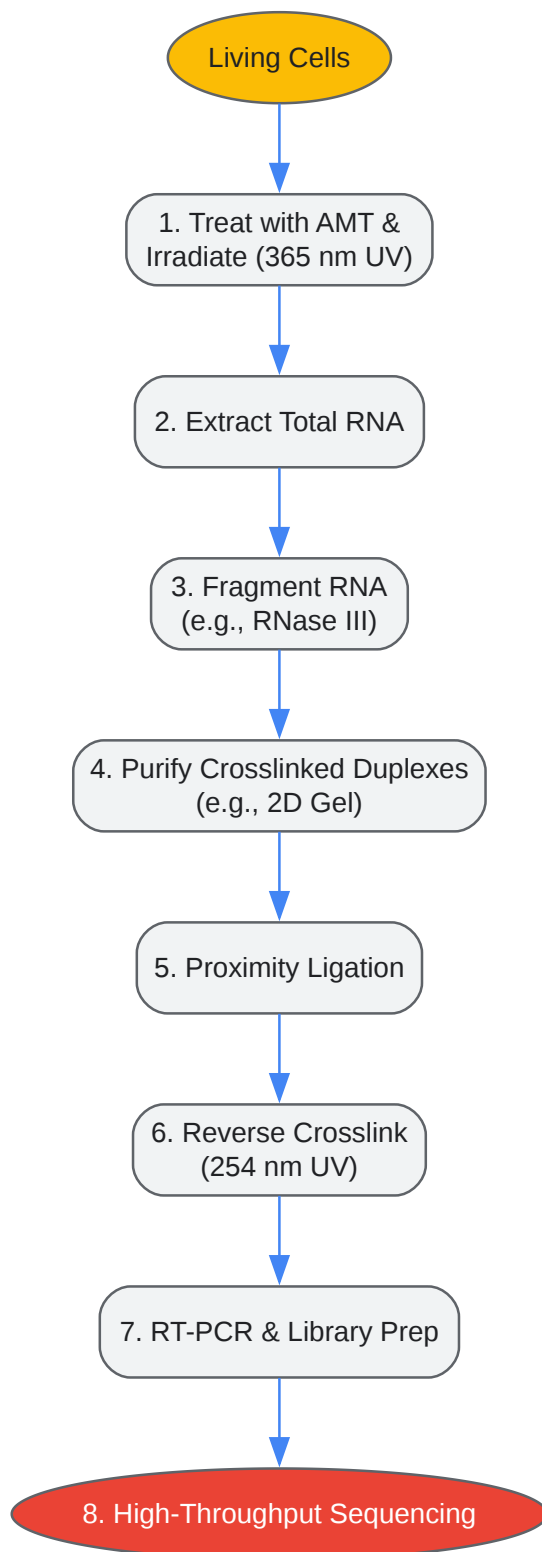 Living Cells
1. Treat with AMT &
Irradiate (365 nm UV)
2. Extract Total RNA
3. Fragment RNA
(e.g., RNase III)
4. Purify Crosslinked Duplexes
(e.g., 2D Gel)
5. Proximity Ligation
6. Reverse Crosslink
(254 nm UV)
7. RT-PCR & Library Prep
8. High-Throughput Sequencing